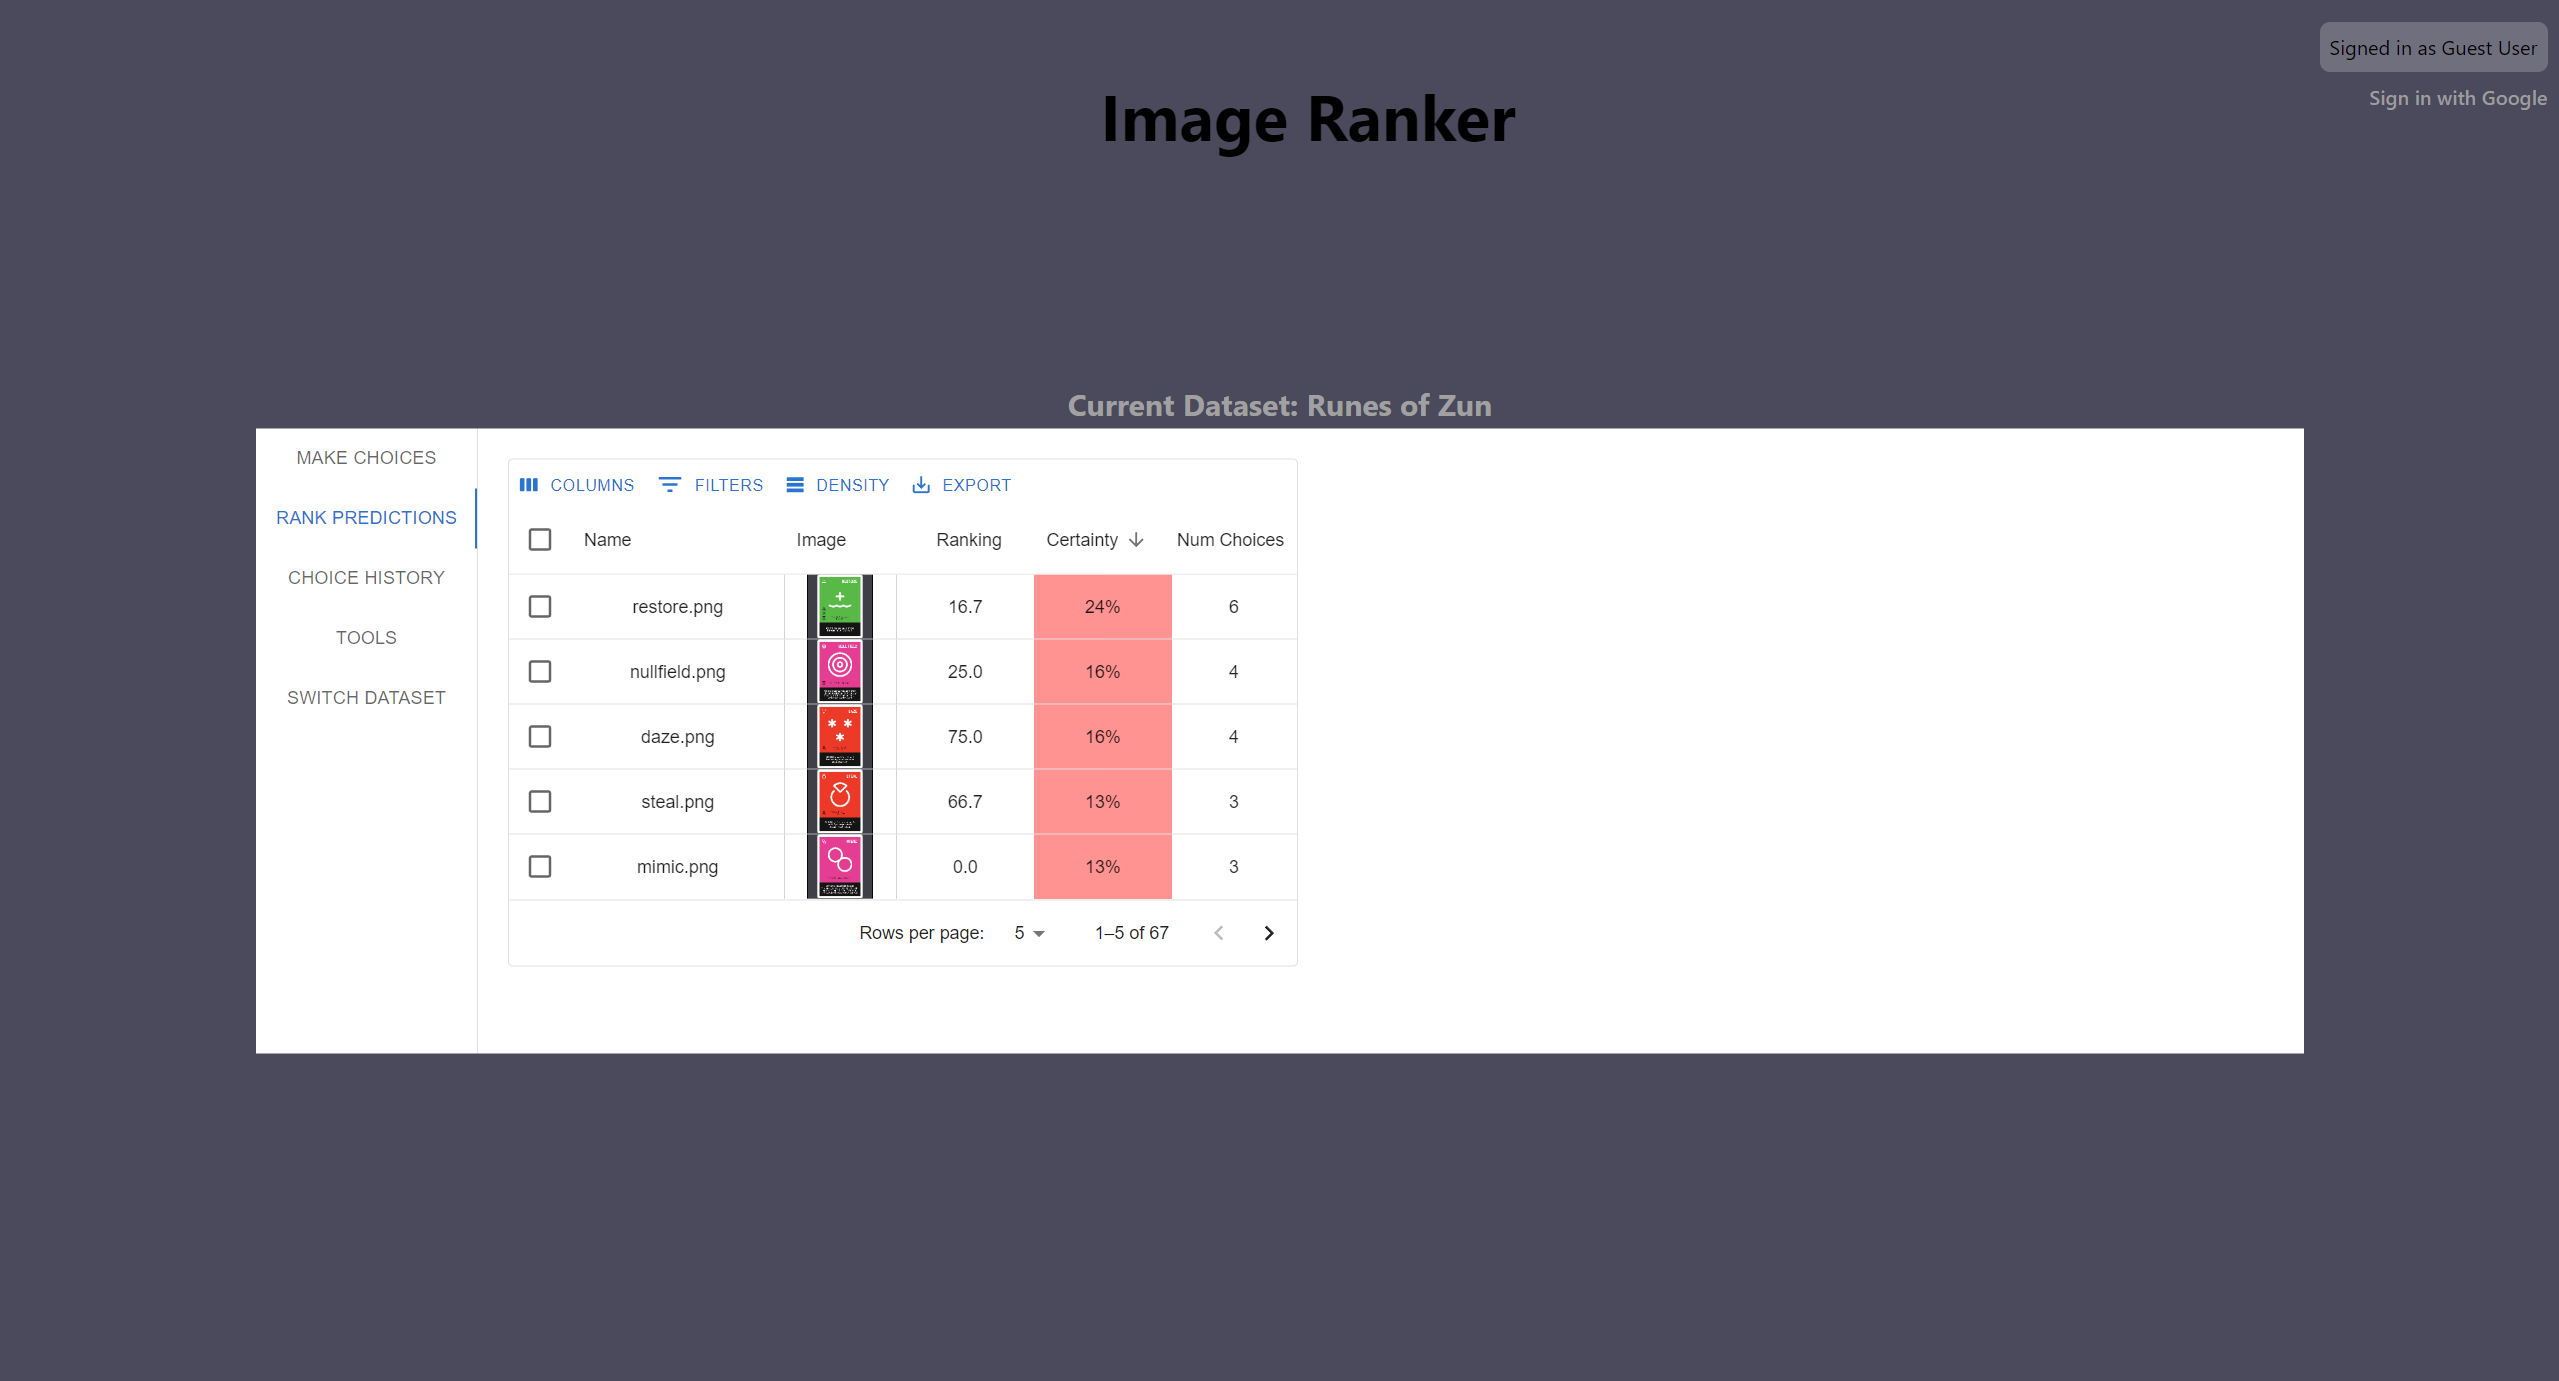 Signed in as Guest User
Sign in with Google
Image Ranker
Current Dataset: Runes of Zun
MAKE CHOICES
RANK PREDICTIONS
CHOICE HISTORY
TOOLS
SWITCH DATASET
COLUMNS FILTERS DENSITY EXPORT
Name Image Ranking Certainty Num Choices
restore.png 16.7 24% 6
nullfield.png 25.0 16% 4
daze.png 75.0 16% 4
steal.png 66.7 13% 3
mimic.png 0.0 13% 3
Rows per page: 5 1–5 of 67